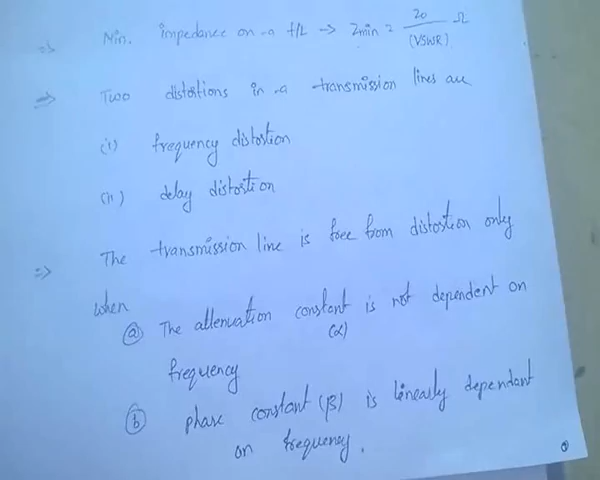 ⇒ Min. impedance on a t/L → Zmin = Z0/(VSWR) Ω
⇒ Two distortions in a transmission lines are
(i) frequency distortion
(ii) delay distortion
⇒ The transmission line is free from distortion only
when
ⓐ The attenuation constant is not dependent on
(α)
frequency
ⓑ phase constant (β) is linearly dependant
on frequency.